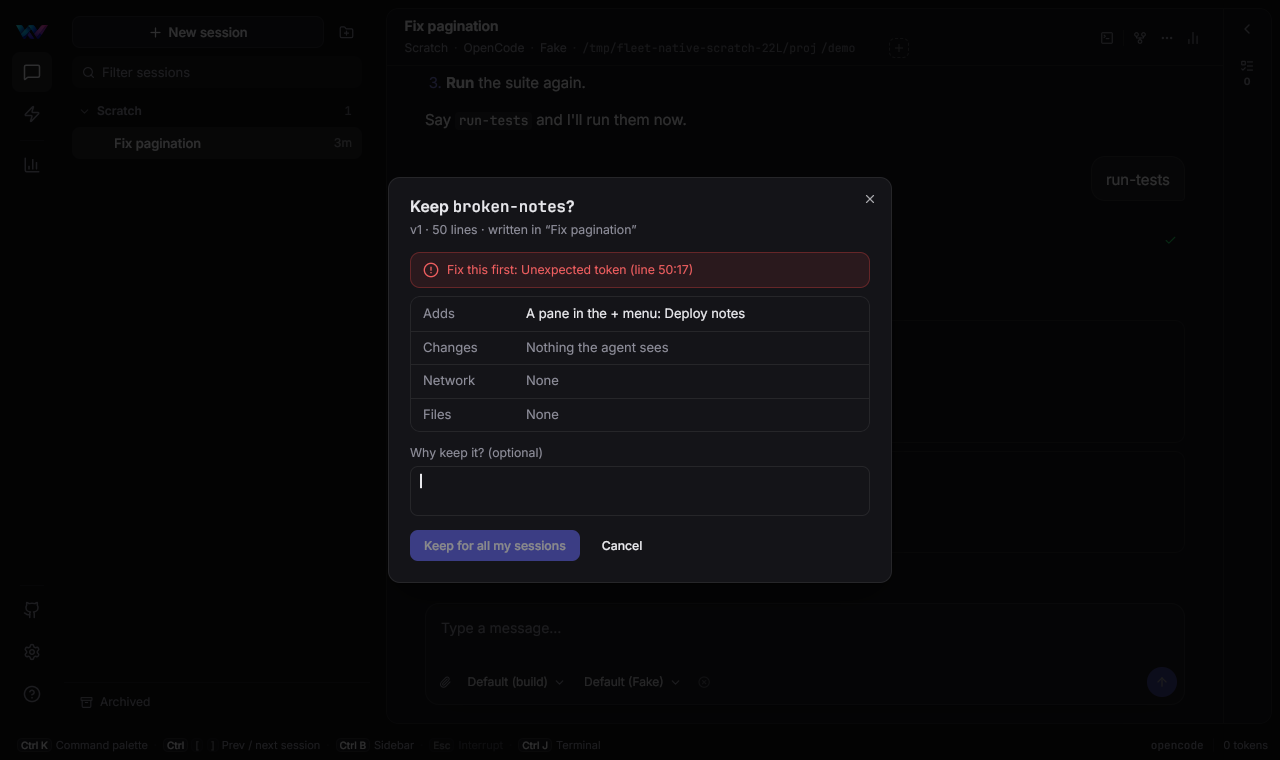 New session
Filter sessions
Scratch 1
Fix pagination 3m
Archived
Fix pagination
Scratch OpenCode · Fake · /tmp/fleet-native-scratch-22L/proj/demo
0
3. Run the suite again.
Say run-tests and I'll run them now.
run-tests
Keep broken-notes?
v1 · 50 lines · written in “Fix pagination”
Fix this first: Unexpected token (line 50:17)
Adds A pane in the + menu: Deploy notes
Changes Nothing the agent sees
Network None
Files None
Why keep it? (optional)
Keep for all my sessions Cancel
Type a message...
Default (build) Default (Fake)
Ctrl K Command palette Ctrl [ ] Prev / next session Ctrl B Sidebar Esc Interrupt Ctrl J Terminal opencode 0 tokens